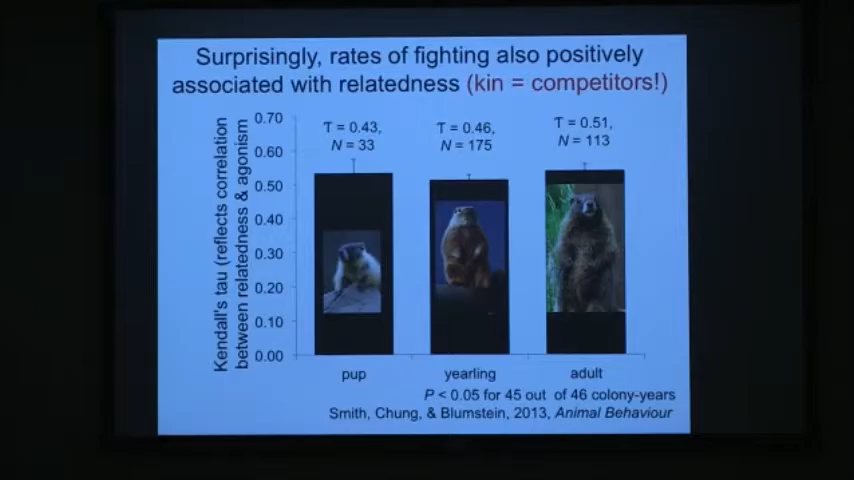 Surprisingly, rates of fighting also positively
associated with relatedness (kin = competitors!)
Kendall's tau (reflects correlation
between relatedness & agonism
0.70
0.60
0.50
0.40
0.30
0.20
0.10
0.00
T = 0.43,
N = 33
T = 0.46,
N = 175
T = 0.51,
N = 113
pup
yearling
adult
P < 0.05 for 45 out of 46 colony-years
Smith, Chung, & Blumstein, 2013, Animal Behaviour